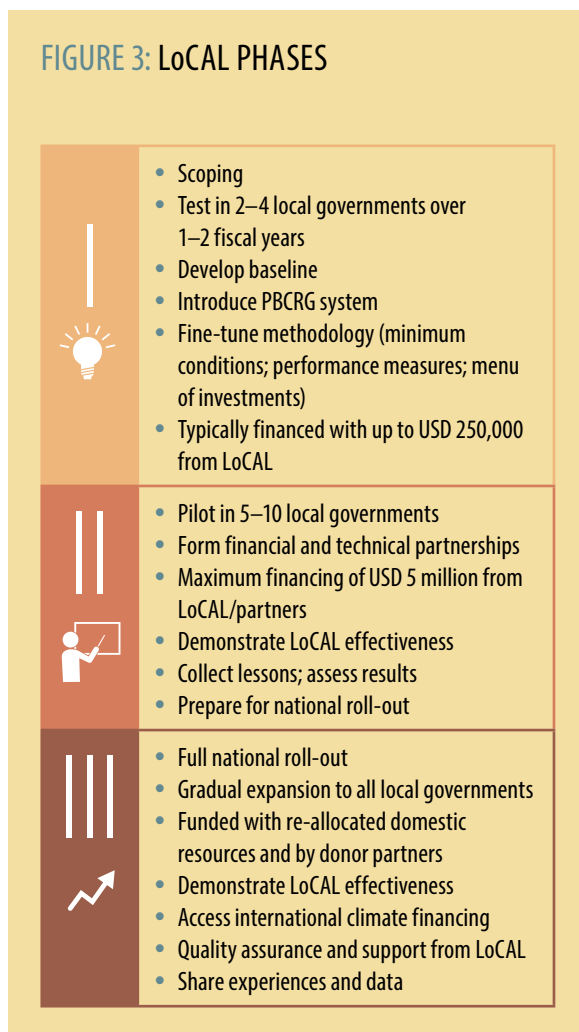 FIGURE 3: LoCAL PHASES
I
• Scoping
• Test in 2–4 local governments over
1–2 fiscal years
• Develop baseline
• Introduce PBCRG system
• Fine-tune methodology (minimum
conditions; performance measures; menu
of investments)
• Typically financed with up to USD 250,000
from LoCAL
II
• Pilot in 5–10 local governments
• Form financial and technical partnerships
• Maximum financing of USD 5 million from
LoCAL/partners
• Demonstrate LoCAL effectiveness
• Collect lessons; assess results
• Prepare for national roll-out
III
• Full national roll-out
• Gradual expansion to all local governments
• Funded with re-allocated domestic
resources and by donor partners
• Demonstrate LoCAL effectiveness
• Access international climate financing
• Quality assurance and support from LoCAL
• Share experiences and data